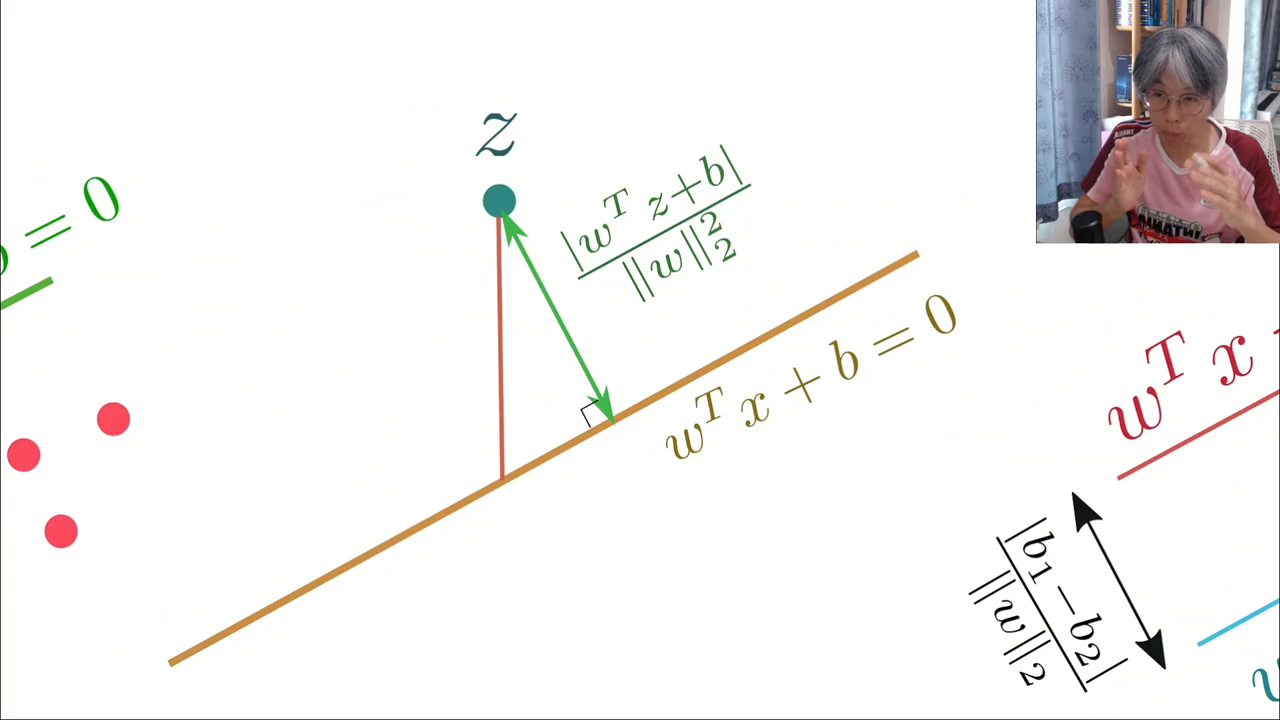 z
b = 0
|w^T z+b|
||w||_2^2
w^T x + b = 0
w^T x
|b_1 − b_2|
||w||_2